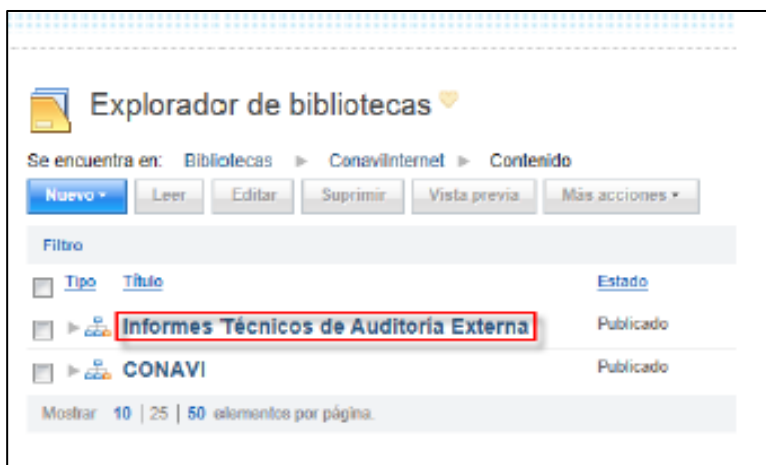 Explorador de bibliotecas
Se encuentra en: Bibliotecas ► ConaviInternet ► Contenido
Nuevo Leer Editar Suprimir Vista previa Más acciones
Filtro
Tipo Título Estado
Informes Técnicos de Auditoría Externa Publicado
CONAVI Publicado
Mostrar 10 | 25 | 50 elementos por página.